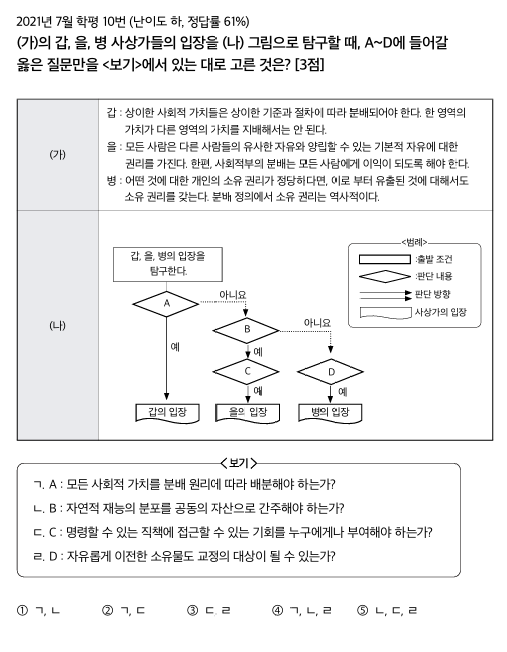 2021년 7월 학평 10번 (난이도 하, 정답률 61%)
(가)의 갑, 을, 병 사상가들의 입장을 (나) 그림으로 탐구할 때, A~D에 들어갈
옳은 질문만을 <보기>에서 있는 대로 고른 것은? [3점]
(가)
갑 : 상이한 사회적 가치들은 상이한 기준과 절차에 따라 분배되어야 한다. 한 영역의
가치가 다른 영역의 가치를 지배해서는 안 된다.
을 : 모든 사람은 다른 사람들의 유사한 자유와 양립할 수 있는 기본적 자유에 대한
권리를 가진다. 한편, 사회적부의 분배는 모든 사람에게 이익이 되도록 해야 한다.
병 : 어떤 것에 대한 개인의 소유 권리가 정당하다면, 이로 부터 유출된 것에 대해서도
소유 권리를 갖는다. 분배 정의에서 소유 권리는 역사적이다.
(나)
갑, 을, 병의 입장을
탐구한다.
<범례>
:출발 조건
:판단 내용
판단 방향
사상가의 입장
A
아니요
B
아니요
예
예
C
D
예
예
갑의 입장
을의 입장
병의 입장
<보기>
ㄱ. A : 모든 사회적 가치를 분배 원리에 따라 배분해야 하는가?
ㄴ. B : 자연적 재능의 분포를 공동의 자산으로 간주해야 하는가?
ㄷ. C : 명령할 수 있는 직책에 접근할 수 있는 기회를 누구에게나 부여해야 하는가?
ㄹ. D : 자유롭게 이전한 소유물도 교정의 대상이 될 수 있는가?
① ㄱ, ㄴ ② ㄱ, ㄷ ③ ㄷ ㄹ ④ ㄱ, ㄴ, ㄹ ⑤ ㄴ, ㄷ, ㄹ